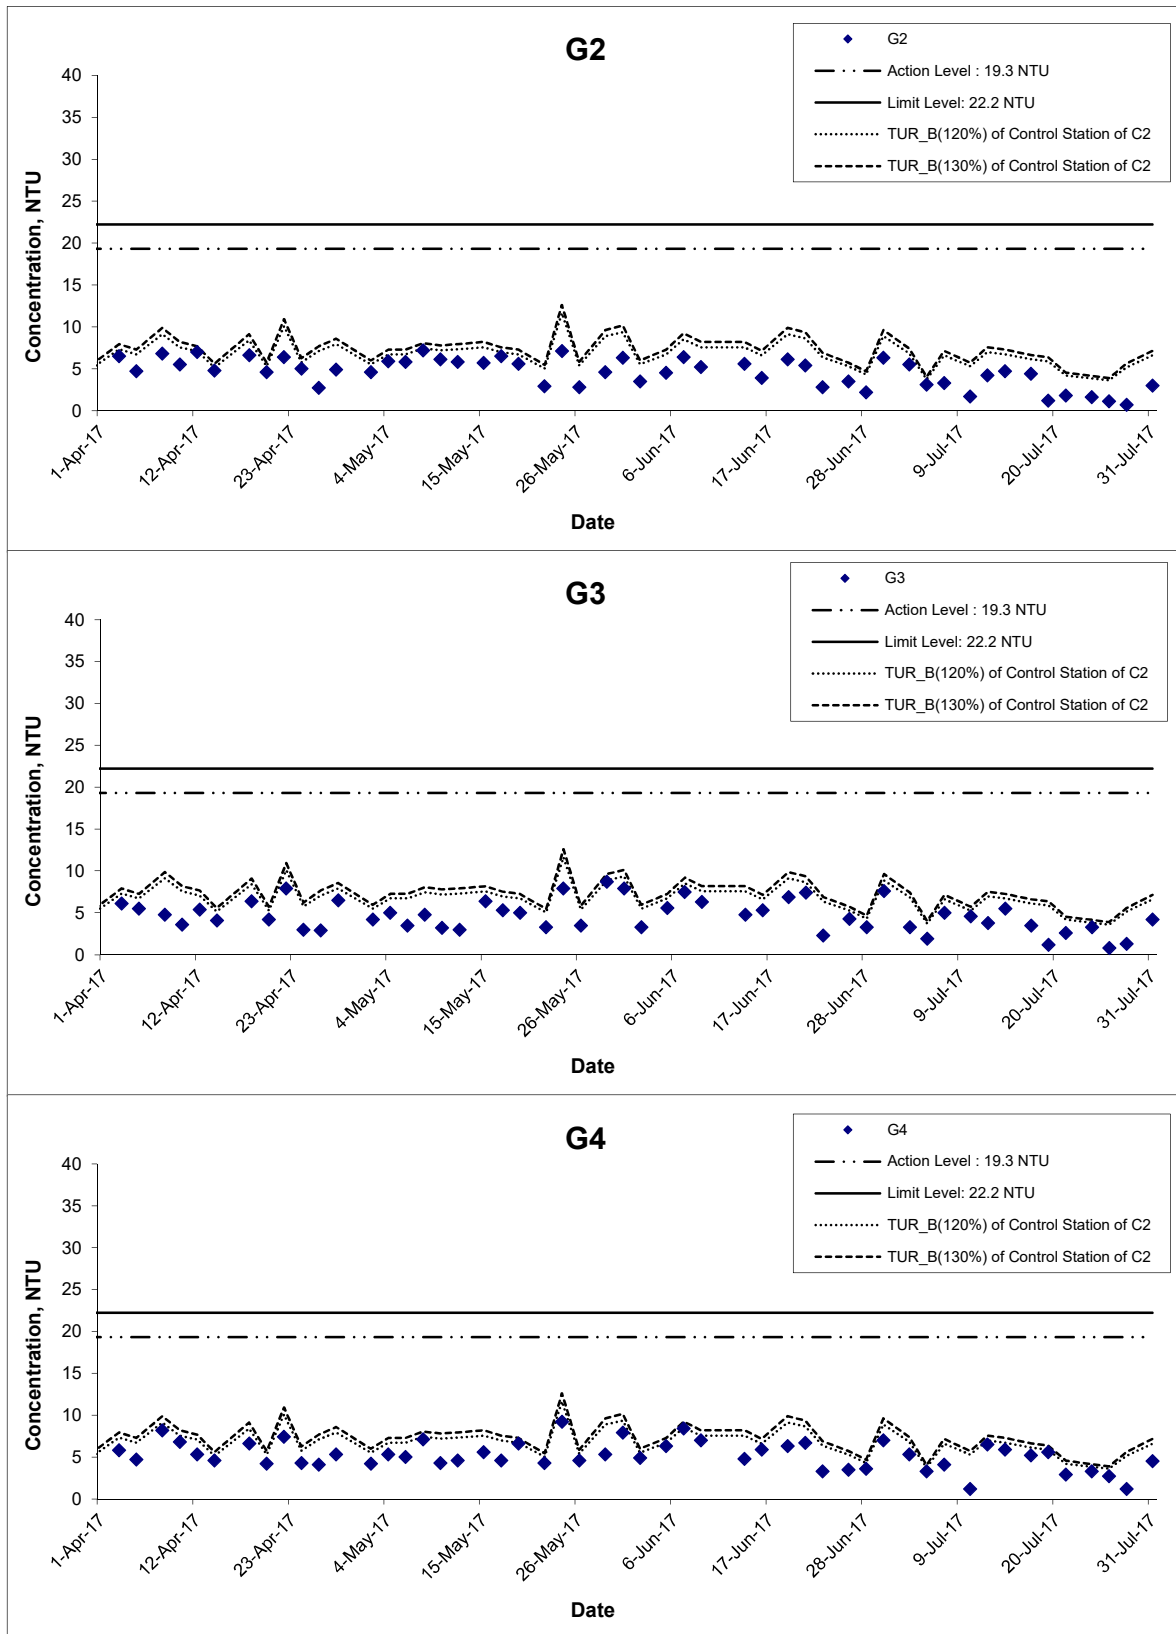 G2
G2
Action Level : 19.3 NTU
Limit Level: 22.2 NTU
TUR_B(120%) of Control Station of C2
TUR_B(130%) of Control Station of C2
Concentration, NTU
40
35
30
25
20
15
10
5
0
1-Apr-17
12-Apr-17
23-Apr-17
4-May-17
15-May-17
26-May-17
6-Jun-17
17-Jun-17
28-Jun-17
9-Jul-17
20-Jul-17
31-Jul-17
Date
G3
G3
Action Level : 19.3 NTU
Limit Level: 22.2 NTU
TUR_B(120%) of Control Station of C2
TUR_B(130%) of Control Station of C2
Concentration, NTU
40
35
30
25
20
15
10
5
0
1-Apr-17
12-Apr-17
23-Apr-17
4-May-17
15-May-17
26-May-17
6-Jun-17
17-Jun-17
28-Jun-17
9-Jul-17
20-Jul-17
31-Jul-17
Date
G4
G4
Action Level : 19.3 NTU
Limit Level: 22.2 NTU
TUR_B(120%) of Control Station of C2
TUR_B(130%) of Control Station of C2
Concentration, NTU
40
35
30
25
20
15
10
5
0
1-Apr-17
12-Apr-17
23-Apr-17
4-May-17
15-May-17
26-May-17
6-Jun-17
17-Jun-17
28-Jun-17
9-Jul-17
20-Jul-17
31-Jul-17
Date